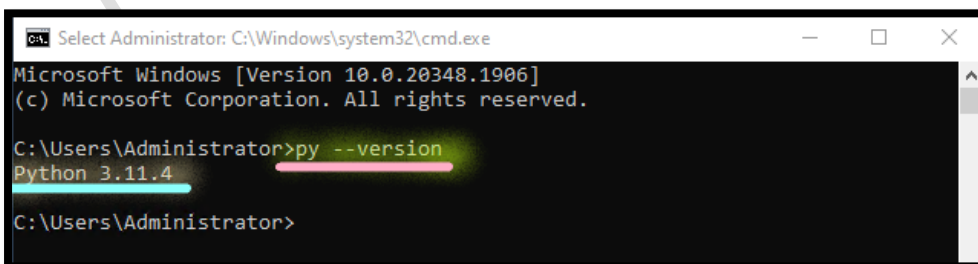 Select Administrator: C:\Windows\system32\cmd.exe
Microsoft Windows [Version 10.0.20348.1906]
(c) Microsoft Corporation. All rights reserved.
C:\Users\Administrator>py --version
Python 3.11.4
C:\Users\Administrator>